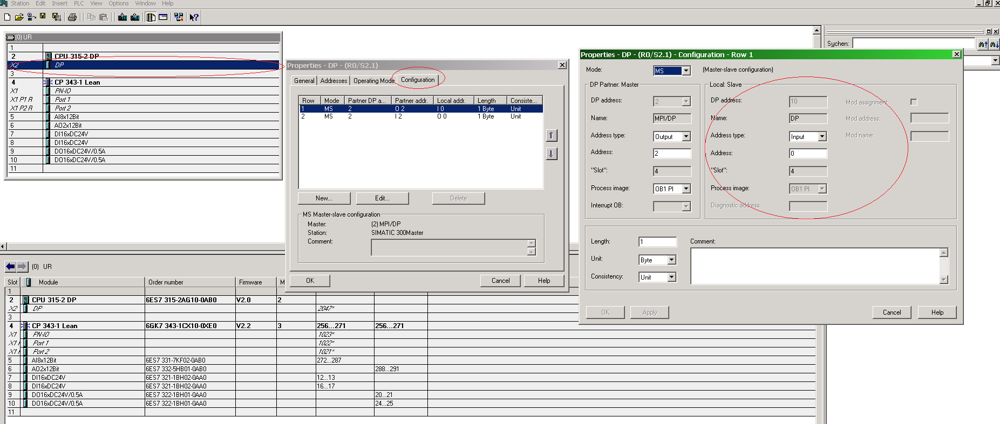 Station Edit Insert PLC View Options Window Help
(0) UR
1
2 CPU 315-2 DP
X2 DP
3
4 CP 343-1 Lean
X1 PN-IO
X1 P1 R Port 1
X1 P2 R Port 2
5 AI8x12Bit
6 AO2x12Bit
7 DI16xDC24V
8 DI16xDC24V
9 DO16xDC24V/0.5A
10 DO16xDC24V/0.5A
11
Suchen:
Properties - DP - (R0/S2.1)
General Addresses Operating Mode Configuration
Row Mode Partner DP a... Partner addr. Local addr. Length Consiste...
1 MS 2 O 2 I 0 1 Byte Unit
2 MS 2 I 2 O 0 1 Byte Unit
New... Edit... Delete
MS Master-slave configuration
Master: (2) MPI/DP
Station: SIMATIC 300Master
Comment:
OK Cancel Help
Properties - DP - (R0/S2.1) - Configuration - Row 1
Mode: MS (Master-slave configuration)
DP Partner: Master
DP address: 2
Name: MPI/DP
Address type: Output
Address: 2
"Slot": 4
Process image: OB1 PI
Interrupt OB:
Local: Slave
DP address: 10
Name: DP
Address type: Input
Address: 0
"Slot": 4
Process image: OB1 PI
Diagnostic address:
Mod assignment:
Mod address:
Mod name:
Length: 1
Unit: Byte
Consistency: Unit
Comment:
OK Apply Cancel Help
(0) UR
Slot Module Order number Firmware M
1
2 CPU 315-2 DP 6ES7 315-2AG10-0AB0 V2.0 2
X2 DP 2047*
3
4 CP 343-1 Lean 6GK7 343-1CX10-0XE0 V2.2 3 256...271 256...271
X1 PN-IO 1023*
X1 Port 1 1022*
X1 Port 2 1021*
5 AI8x12Bit 6ES7 331-7KF02-0AB0 272...287
6 AO2x12Bit 6ES7 332-5HB01-0AB0 288...291
7 DI16xDC24V 6ES7 321-1BH02-0AA0 12...13
8 DI16xDC24V 6ES7 321-1BH02-0AA0 16...17
9 DO16xDC24V/0.5A 6ES7 322-1BH01-0AA0 20...21
10 DO16xDC24V/0.5A 6ES7 322-1BH01-0AA0 24...25
11